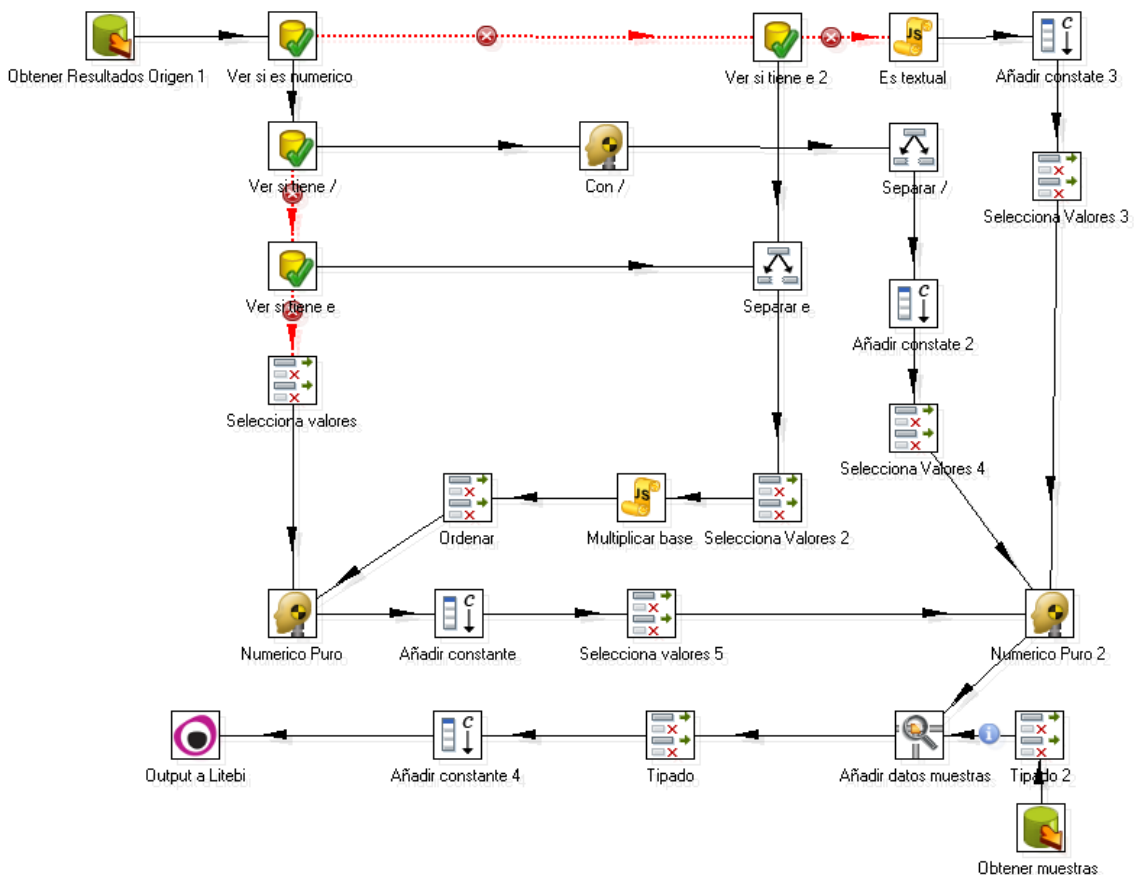 Obtener Resultados Origen 1
Ver si es numerico
Ver si tiene e 2
JS
Es textual
C
Añadir constate 3
Ver si tiene /
Con /
Separar /
Selecciona Valores 3
Ver si tiene e
Separar e
C
Añadir constate 2
Selecciona valores
Selecciona Valores 4
Ordenar
JS
Multiplicar base
Selecciona Valores 2
Numerico Puro
C
Añadir constante
Selecciona valores 5
Numerico Puro 2
Output a Litebi
C
Añadir constante 4
Tipado
Añadir datos muestras
i
Tipado 2
Obtener muestras